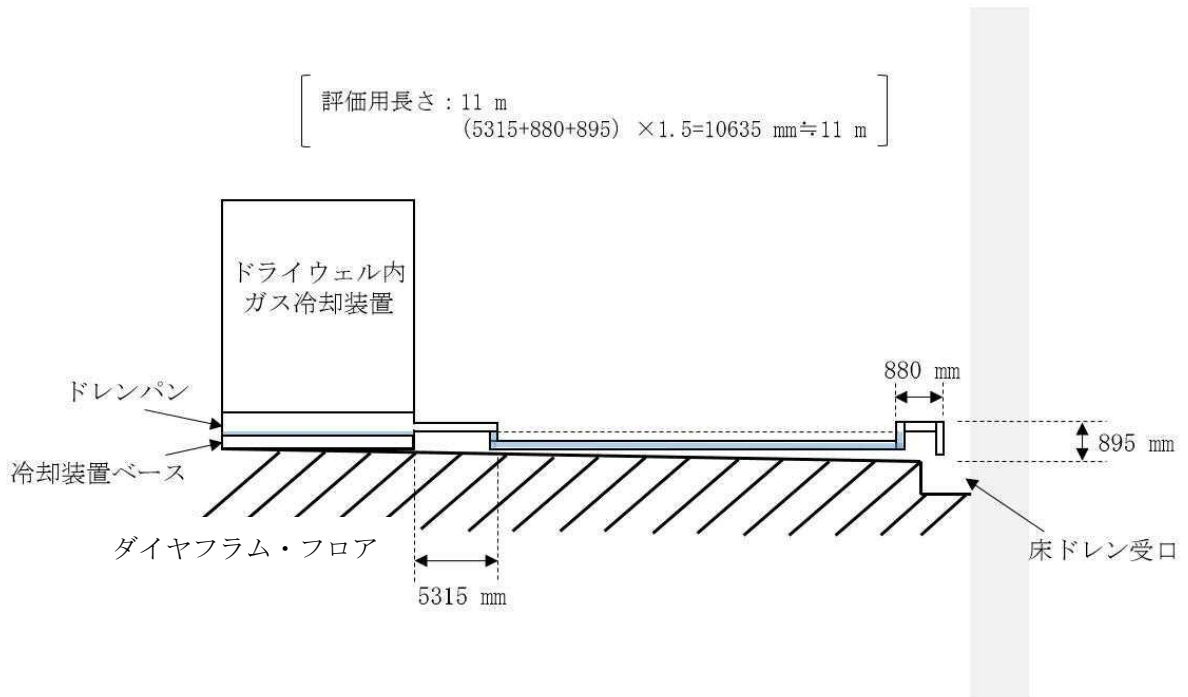 評価用長さ：11 m
(5315+880+895) ×1.5=10635 mm≒11 m
ドライウェル内
ガス冷却装置
ドレンパン
冷却装置ベース
880 mm
895 mm
ダイヤフラム・フロア
床ドレン受口
5315 mm